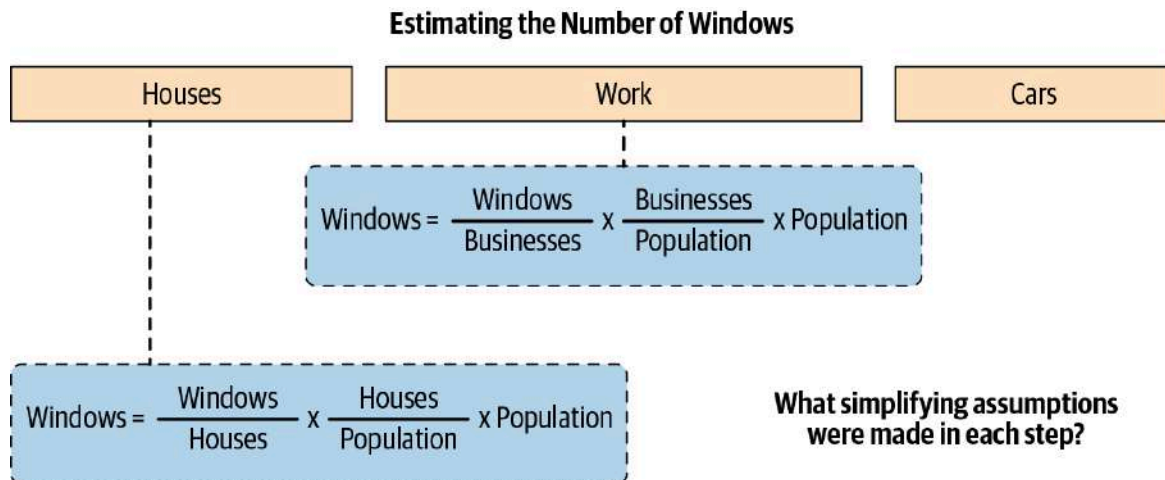 Estimating the Number of Windows
Houses
Work
Cars
Windows = Windows / Businesses x Businesses / Population x Population
Windows = Windows / Houses x Houses / Population x Population
What simplifying assumptions
were made in each step?